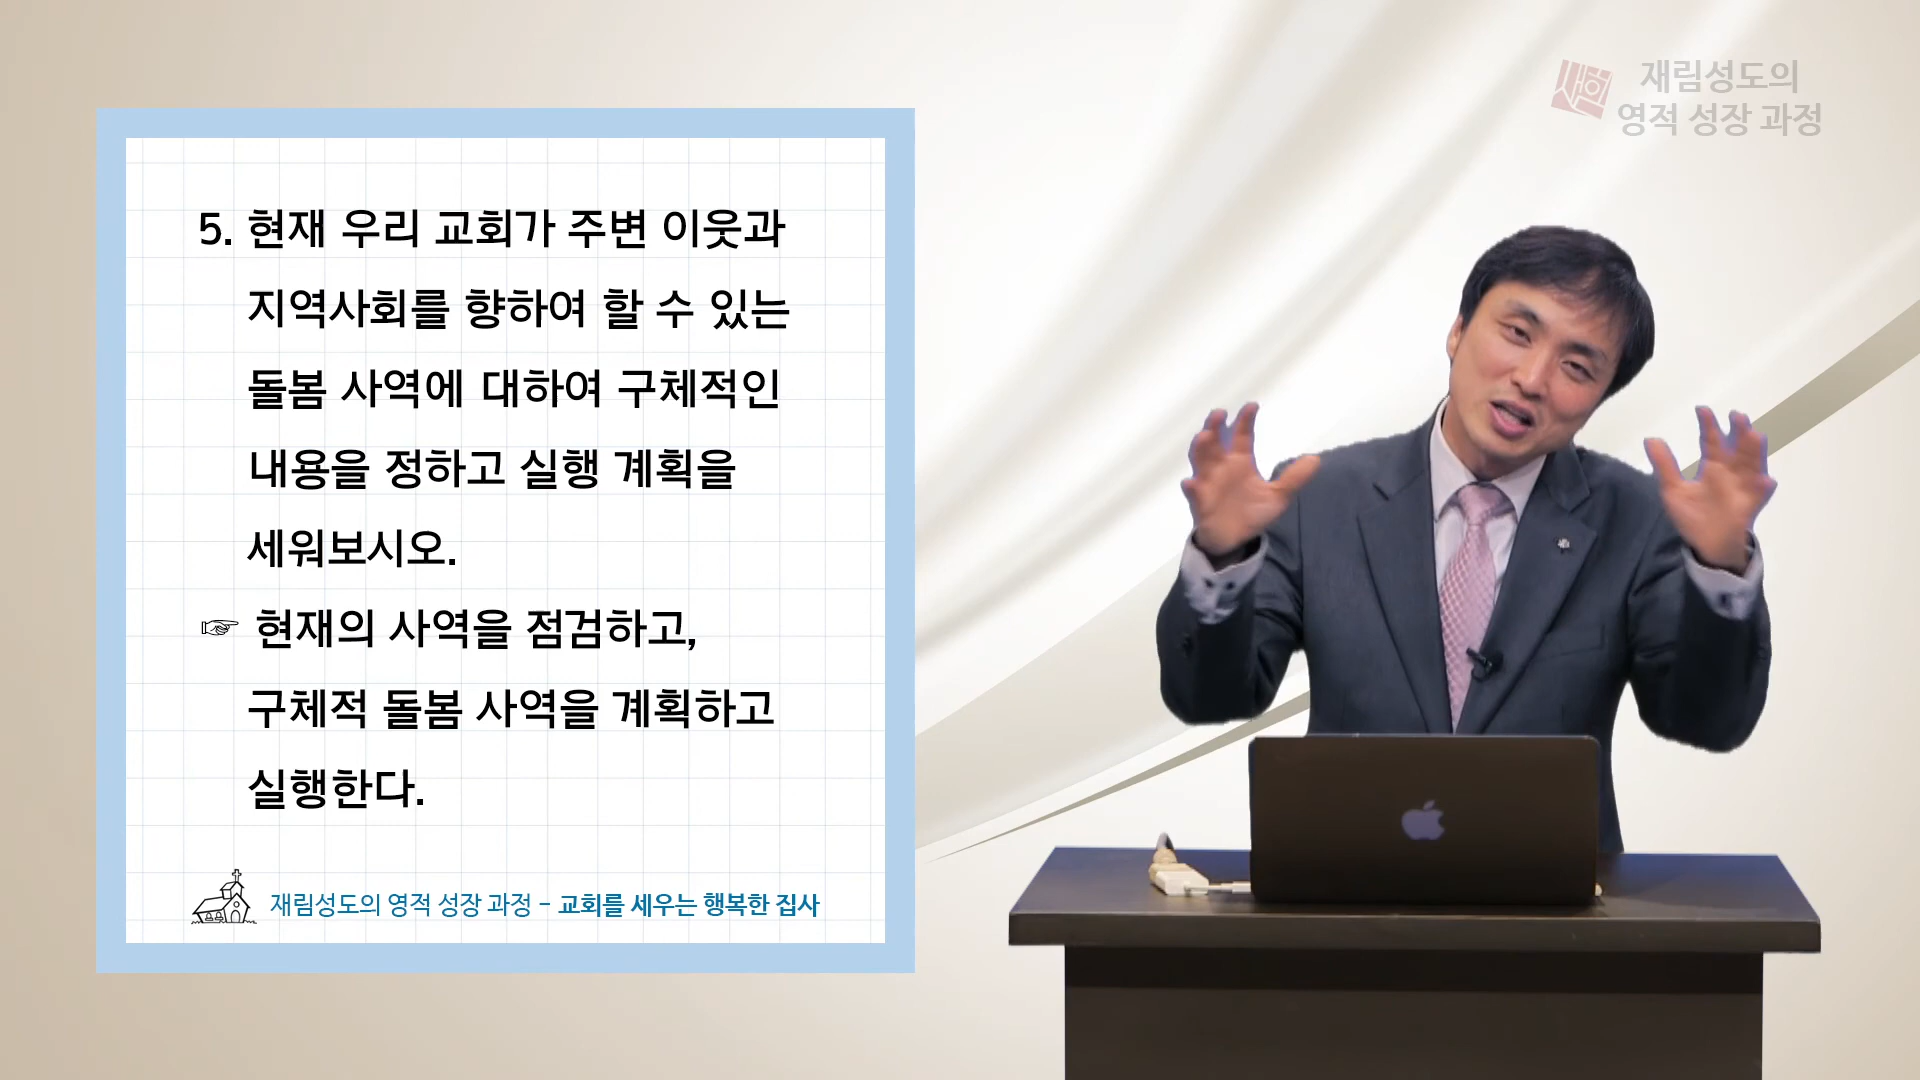 재림성도의
영적 성장 과정
5. 현재 우리 교회가 주변 이웃과
지역사회를 향하여 할 수 있는
돌봄 사역에 대하여 구체적인
내용을 정하고 실행 계획을
세워보시오.
☞ 현재의 사역을 점검하고,
구체적 돌봄 사역을 계획하고
실행한다.
재림성도의 영적 성장 과정 - 교회를 세우는 행복한 집사